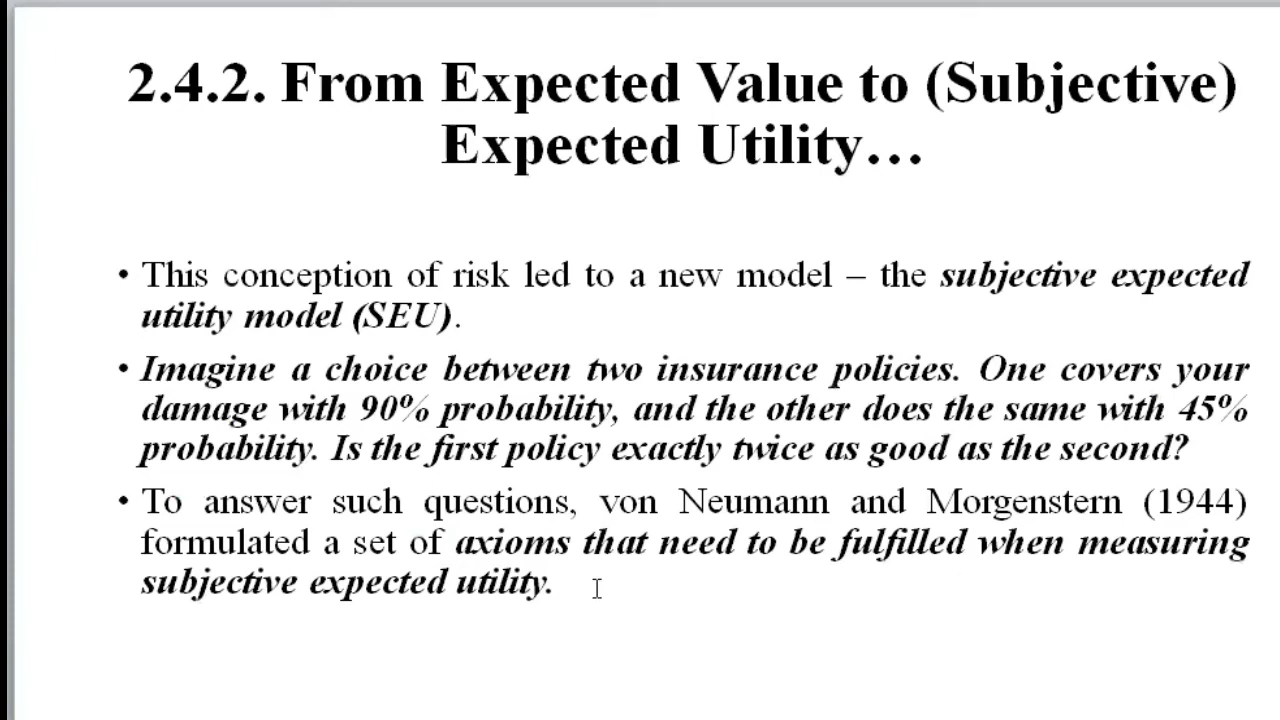 2.4.2. From Expected Value to (Subjective)
Expected Utility…
• This conception of risk led to a new model – the subjective expected
utility model (SEU).
• Imagine a choice between two insurance policies. One covers your
damage with 90% probability, and the other does the same with 45%
probability. Is the first policy exactly twice as good as the second?
• To answer such questions, von Neumann and Morgenstern (1944)
formulated a set of axioms that need to be fulfilled when measuring
subjective expected utility.